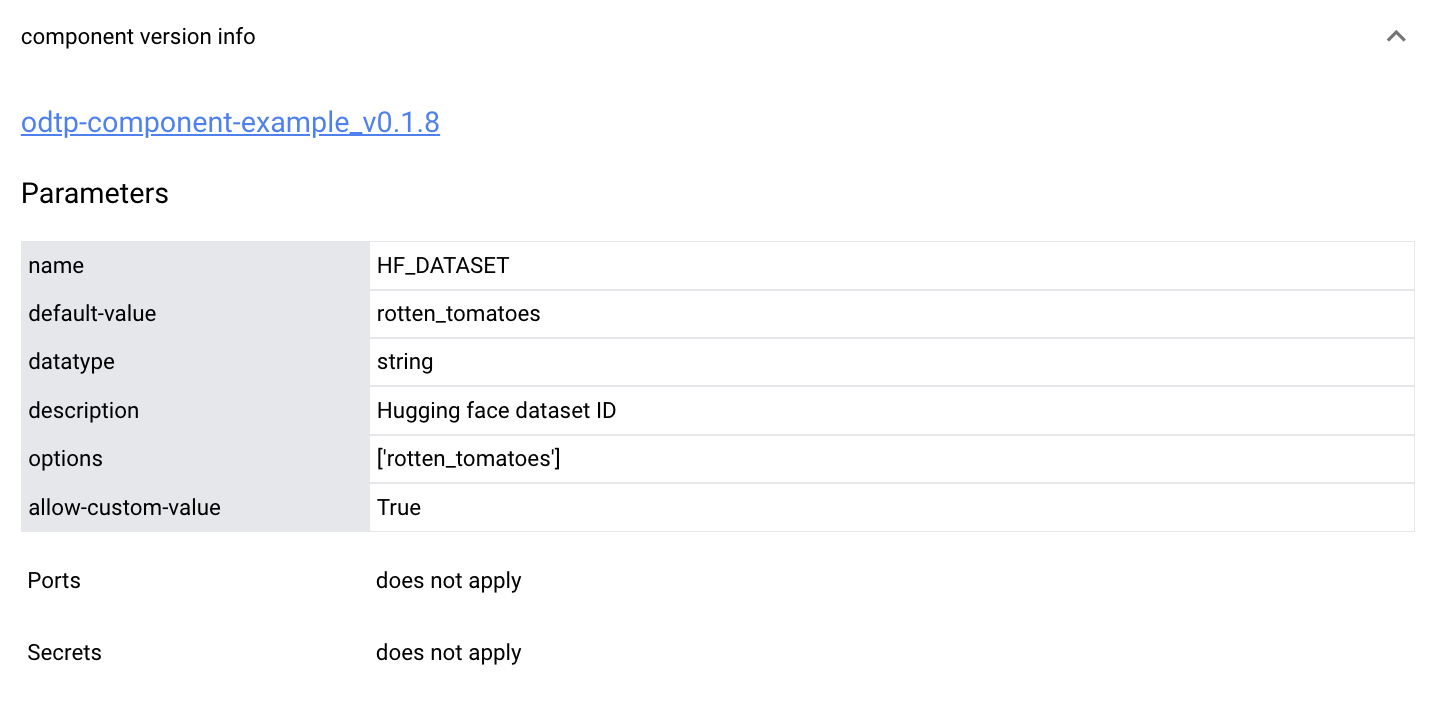 component version info
odtp-component-example_v0.1.8
Parameters
name HF_DATASET
default-value rotten_tomatoes
datatype string
description Hugging face dataset ID
options ['rotten_tomatoes']
allow-custom-value True
Ports does not apply
Secrets does not apply